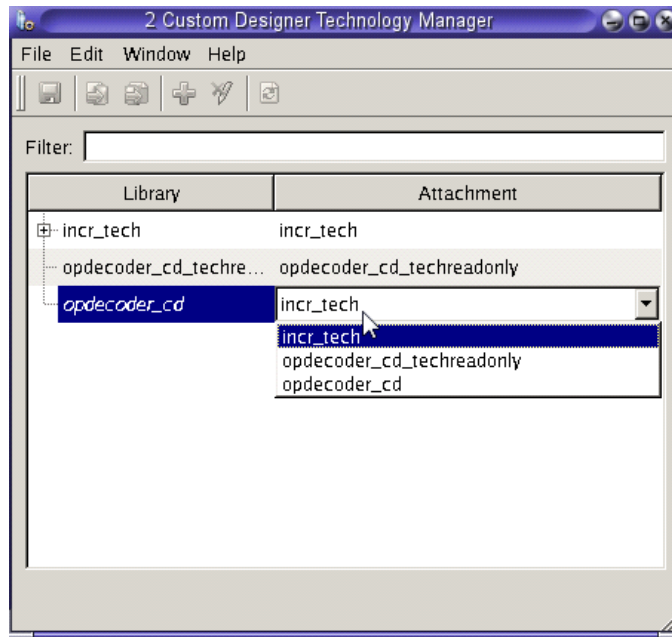 2 Custom Designer Technology Manager
File Edit Window Help
Filter:
Library Attachment
incr_tech incr_tech
opdecoder_cd_techre... opdecoder_cd_techreadonly
opdecoder_cd incr_tech
incr_tech
opdecoder_cd_techreadonly
opdecoder_cd